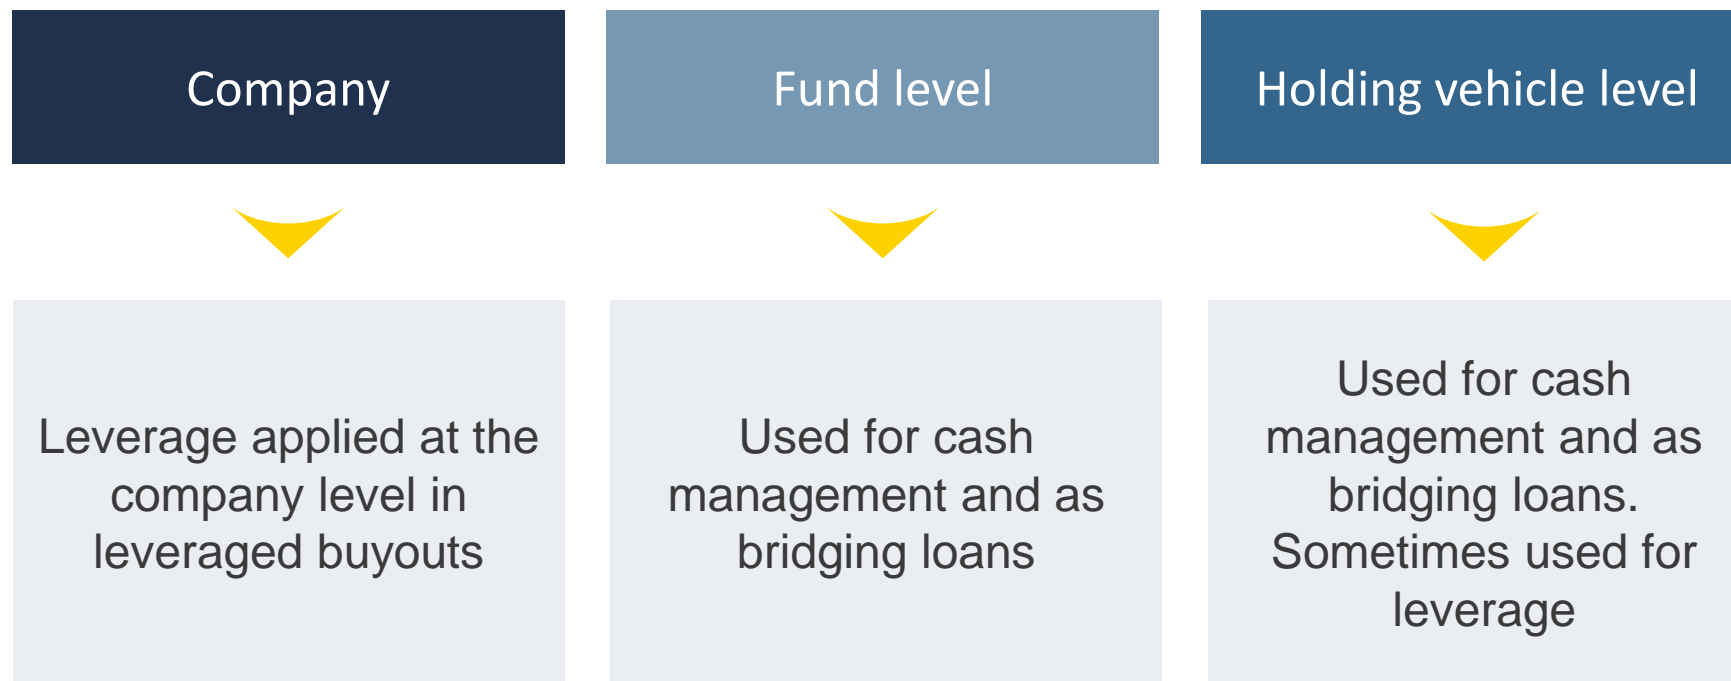 Company
Leverage applied at the
company level in
leveraged buyouts
Fund level
Used for cash
management and as
bridging loans
Holding vehicle level
Used for cash
management and as
bridging loans.
Sometimes used for
leverage